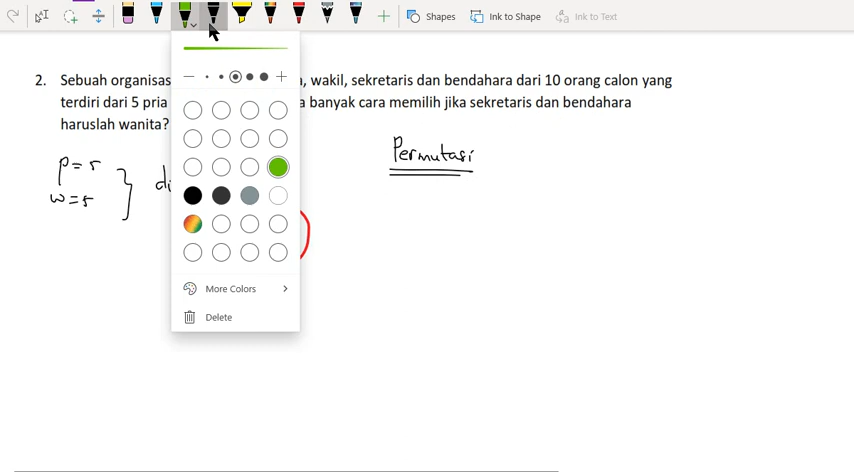 Shapes Ink to Shape Ink to Text
2. Sebuah organisas , wakil, sekretaris dan bendahara dari 10 orang calon yang
terdiri dari 5 pria a banyak cara memilih jika sekretaris dan bendahara
haruslah wanita?
Permutasi
P = 5
W = 5
di
More Colors
Delete